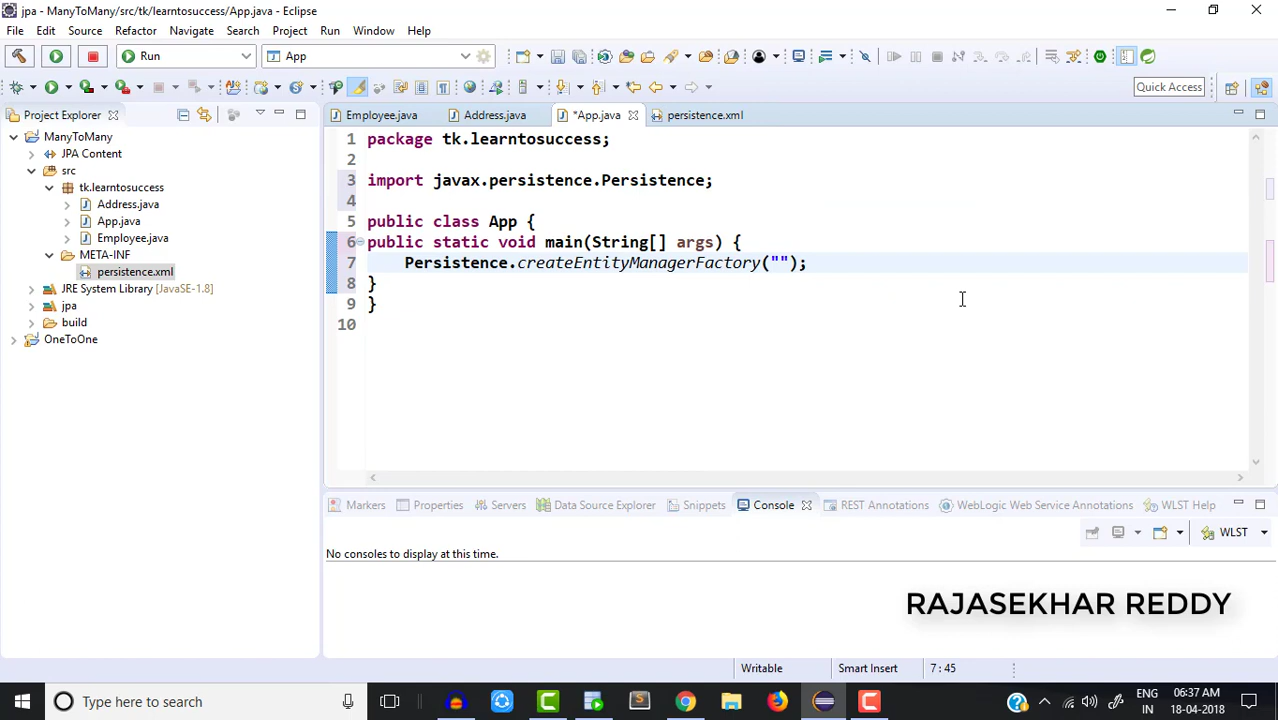 jpa - ManyToMany/src/tk/learntosuccess/App.java - Eclipse
File Edit Source Refactor Navigate Search Project Run Window Help
Run App
Quick Access
Project Explorer
Employee.java Address.java *App.java persistence.xml
ManyToMany
JPA Content
src
tk.learntosuccess
Address.java
App.java
Employee.java
META-INF
persistence.xml
JRE System Library [JavaSE-1.8]
jpa
build
OneToOne
1 package tk.learntosuccess;
2
3 import javax.persistence.Persistence;
4
5 public class App {
6 public static void main(String[] args) {
7 Persistence.createEntityManagerFactory("");
8 }
9 }
10
Markers Properties Servers Data Source Explorer Snippets Console REST Annotations WebLogic Web Service Annotations WLST Help
WLST
No consoles to display at this time.
RAJASEKHAR REDDY
Writable Smart Insert 7 : 45
Type here to search
ENG 06:37 AM
IN 18-04-2018